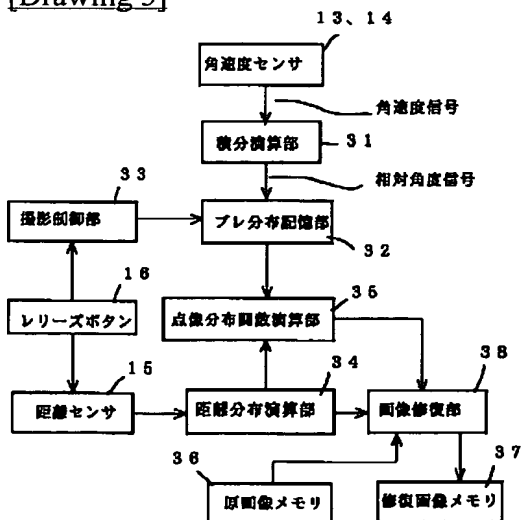 [Drawing 5]
13、14
角速度センサ
角速度信号
積分演算部
31
相対角度信号
33
撮影制御部
ブレ分布記憶部
32
16
35
レリーズボタン
点像分布関数演算部
15
34
38
距離センサ
距離分布演算部
画像修復部
36
37
原画像メモリ
修復画像メモリ